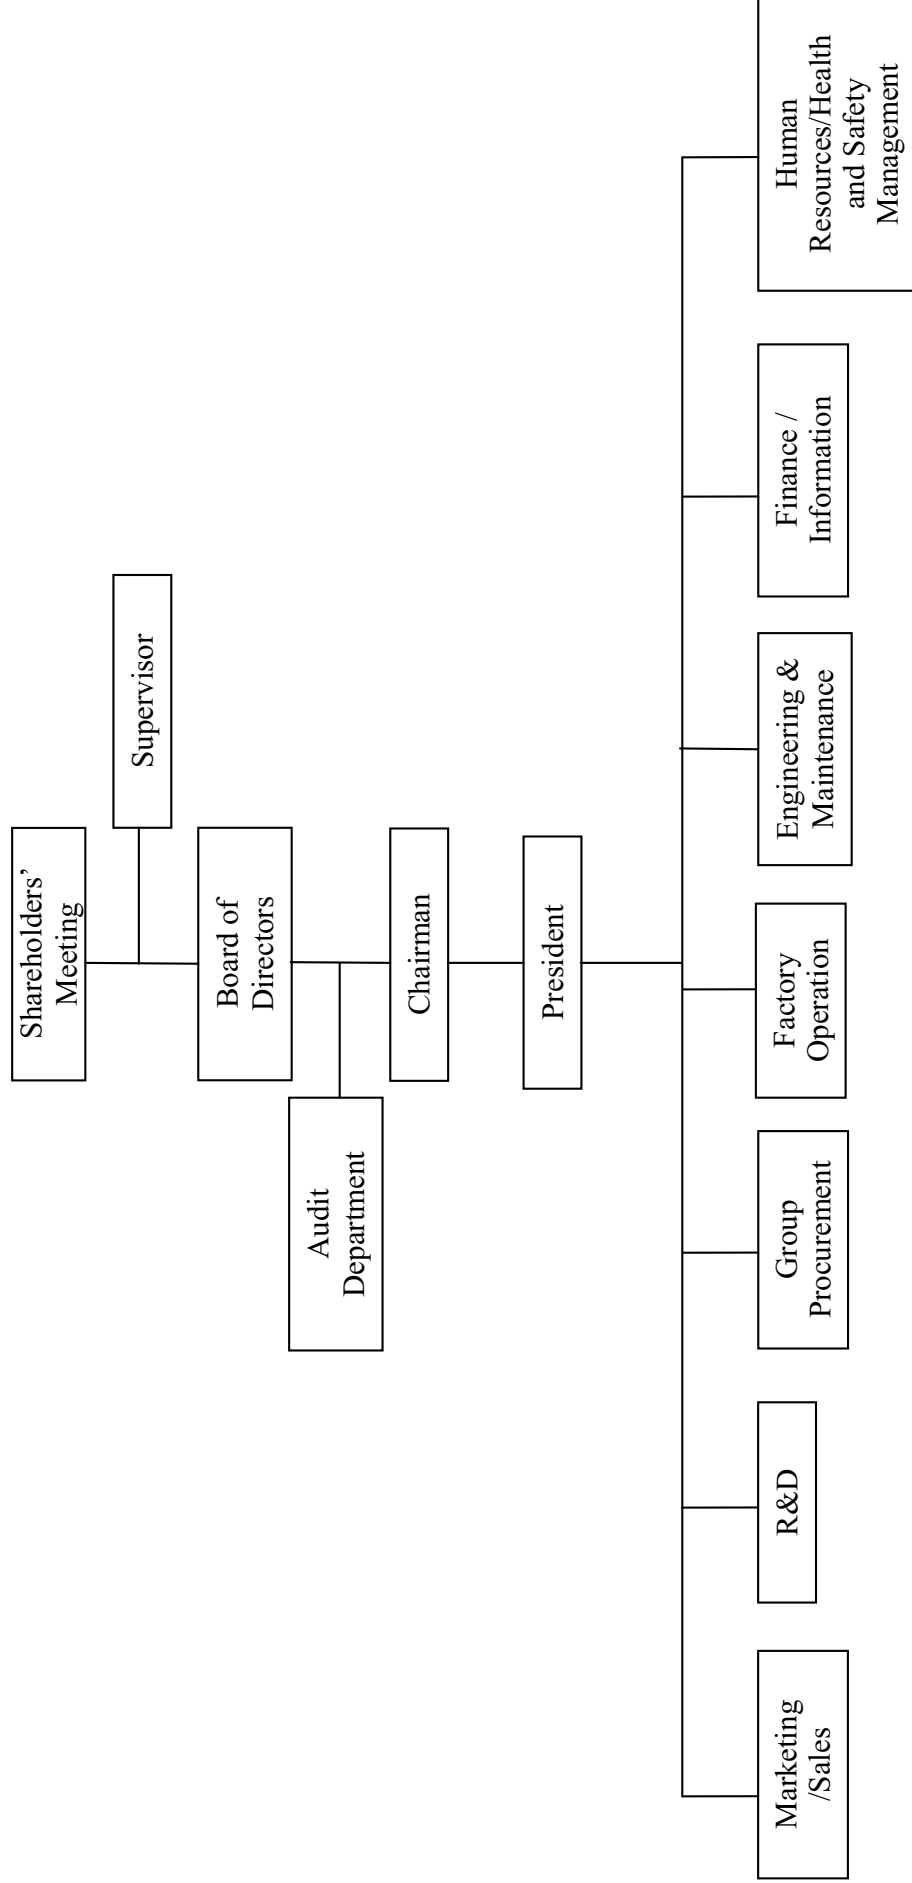 Shareholders’
Meeting
Supervisor
Board of
Directors
Audit
Department
Chairman
President
Marketing
/Sales
R&D
Group
Procurement
Factory
Operation
Engineering &
Maintenance
Finance /
Information
Human
Resources/Health
and Safety
Management